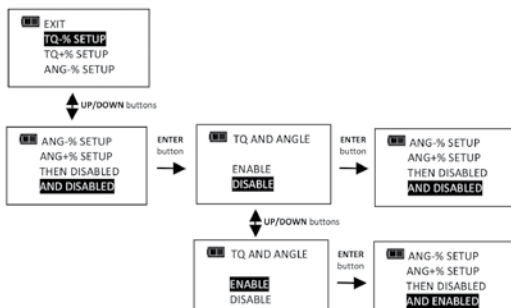 EXIT
TQ-% SETUP
TQ+% SETUP
ANG-% SETUP
UP/DOWN buttons
ANG-% SETUP
ANG+% SETUP
THEN DISABLED
AND DISABLED
ENTER
button
TQ AND ANGLE
ENABLE
DISABLE
ENTER
button
ANG-% SETUP
ANG+% SETUP
THEN DISABLED
AND DISABLED
UP/DOWN buttons
TQ AND ANGLE
ENABLE
DISABLE
ENTER
button
ANG-% SETUP
ANG+% SETUP
THEN DISABLED
AND ENABLED